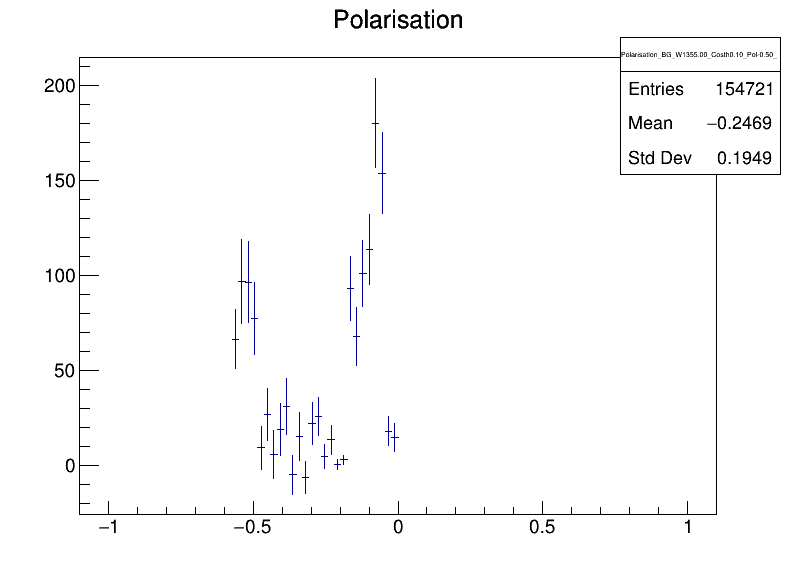 Polarisation
Polarisation_BG_W1355.00_Costh0.10_Pol-0.50_
Entries 154721
Mean −0.2469
Std Dev 0.1949
200
150
100
50
0
−1 −0.5 0 0.5 1